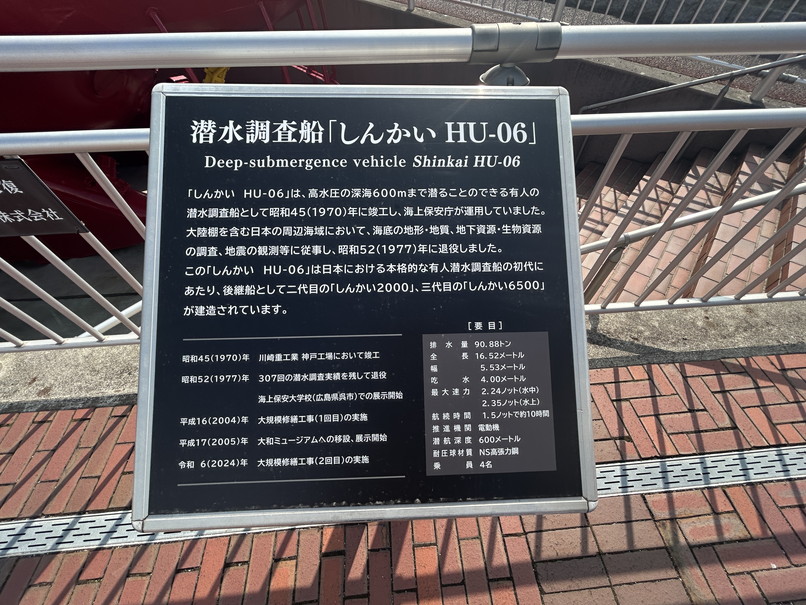 潜水調査船「しんかい HU-06」
Deep-submergence vehicle Shinkai HU-06
「しんかい HU-06」は、高水圧の深海600mまで潜ることのできる有人の
潜水調査船として昭和45(1970)年に竣工し、海上保安庁が運用していました。
大陸棚を含む日本の周辺海域において、海底の地形・地質、地下資源・生物資源
の調査、地震の観測等に従事し、昭和52(1977)年に退役しました。
この「しんかい HU-06」は日本における本格的な有人潜水調査船の初代に
あたり、後継船として二代目の「しんかい2000」、三代目の「しんかい6500」
が建造されています。
昭和45(1970)年 川崎重工業 神戸工場において竣工
昭和52(1977)年 307回の潜水調査実績を残して退役
海上保安大学校(広島県呉市)での展示開始
平成16(2004)年 大規模修繕工事(1回目)の実施
平成17(2005)年 大和ミュージアムへの移設、展示開始
令和 6(2024)年 大規模修繕工事(2回目)の実施
[要目]
排水量 90.88トン
全長 16.52メートル
幅 5.53メートル
吃水 4.00メートル
最大速力 2.24ノット(水中)
2.35ノット(水上)
航続時間 1.5ノットで約10時間
推進機関 電動機
潜航深度 600メートル
耐圧球材質 NS高張力鋼
乗員 4名
復
株式会社